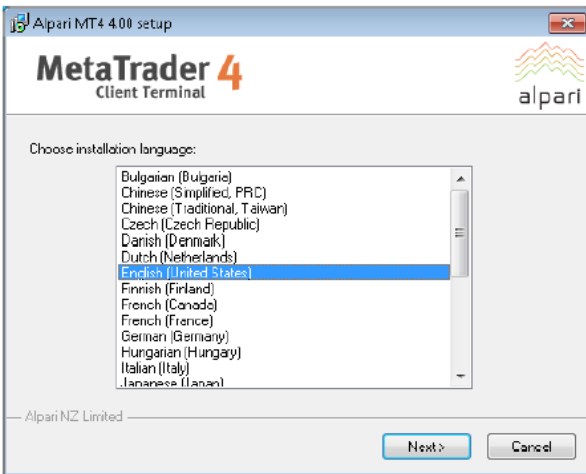 Alpari MT4 4.00 setup
MetaTrader 4
Client Terminal
alpari
Choose installation language:
Bulgarian (Bulgaria)
Chinese (Simplified, PRC)
Chinese (Traditional, Taiwan)
Czech (Czech Republic)
Danish (Denmark)
Dutch (Netherlands)
English (United States)
Finnish (Finland)
French (Canada)
French (France)
German (Germany)
Hungarian (Hungary)
Italian (Italy)
Japanese (Japan)
Alpari NZ Limited
Next >
Cancel